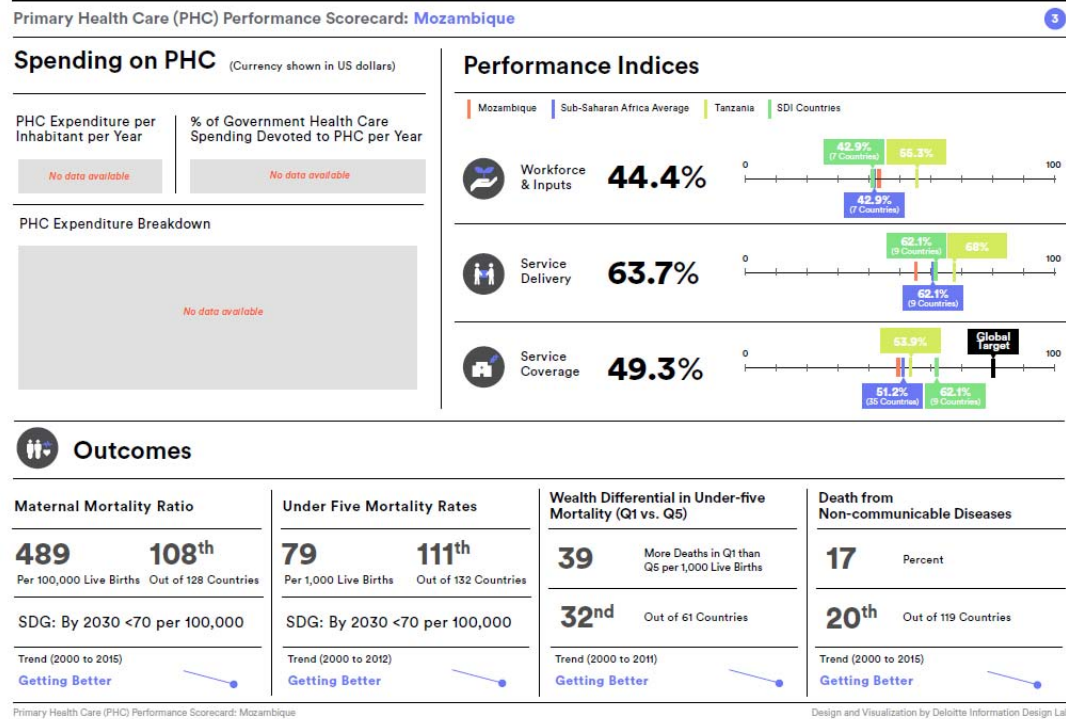 Primary Health Care (PHC) Performance Scorecard: Mozambique
3
Spending on PHC (Currency shown in US dollars)
PHC Expenditure per
Inhabitant per Year
% of Government Health Care
Spending Devoted to PHC per Year
No data available
No data available
PHC Expenditure Breakdown
No data available
Performance Indices
Mozambique
Sub-Saharan Africa Average
Tanzania
SDI Countries
Workforce
& Inputs
44.4%
0
42.9%
(7 Countries)
55.3%
100
42.9%
(7 Countries)
Service
Delivery
63.7%
0
62.1%
(9 Countries)
68%
100
62.1%
(9 Countries)
Service
Coverage
49.3%
0
53.9%
Global
Target
100
51.2%
(35 Countries)
62.1%
(9 Countries)
Outcomes
Maternal Mortality Ratio
489
Per 100,000 Live Births
108th
Out of 128 Countries
SDG: By 2030 <70 per 100,000
Trend (2000 to 2015)
Getting Better
Under Five Mortality Rates
79
Per 1,000 Live Births
111th
Out of 132 Countries
SDG: By 2030 <70 per 100,000
Trend (2000 to 2012)
Getting Better
Wealth Differential in Under-five
Mortality (Q1 vs. Q5)
39
More Deaths in Q1 than
Q5 per 1,000 Live Births
32nd
Out of 61 Countries
Trend (2000 to 2011)
Getting Better
Death from
Non-communicable Diseases
17
Percent
20th
Out of 119 Countries
Trend (2000 to 2015)
Getting Better
Primary Health Care (PHC) Performance Scorecard: Mozambique
Design and Visualization by Deloitte Information Design La